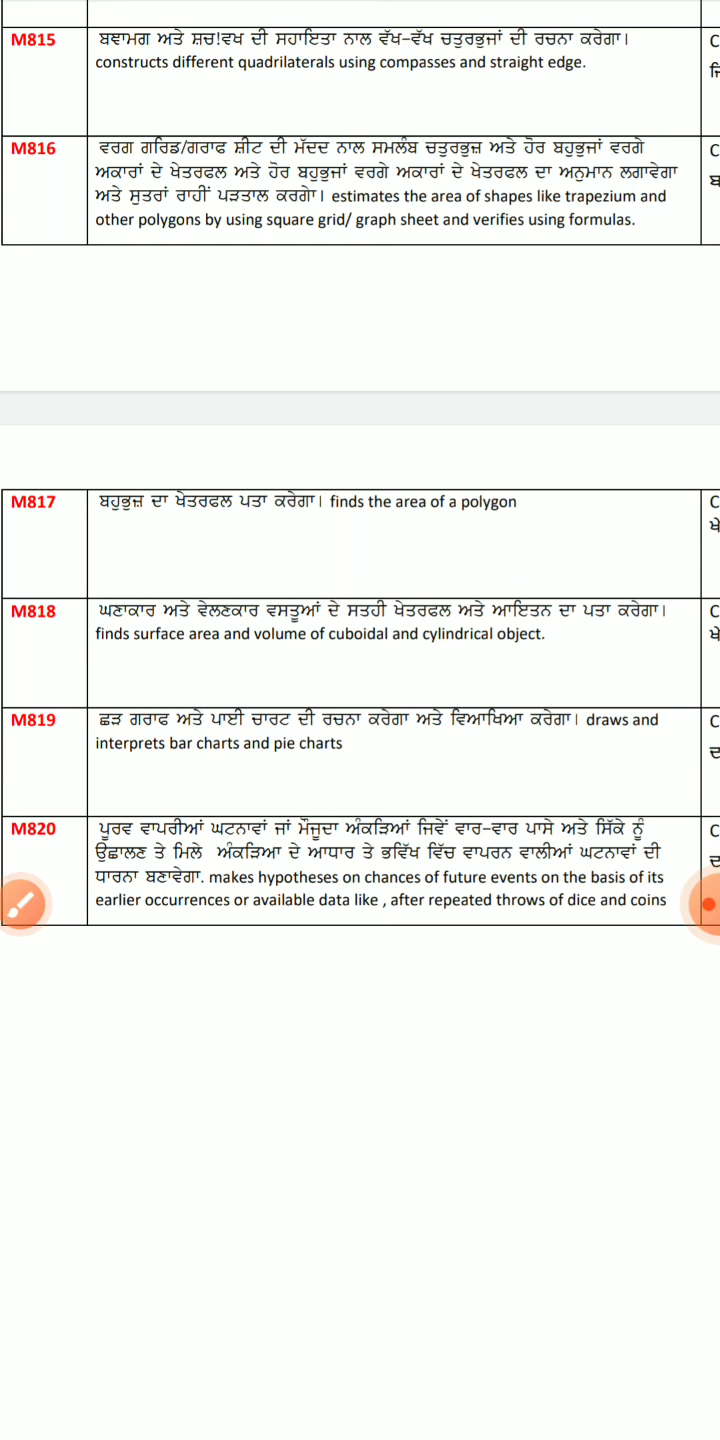 M815
ਬਞਾਮਗ ਅਤੇ ਸ਼ਚ!ਵਖ ਦੀ ਸਹਾਇਤਾ ਨਾਲ ਵੱਖ-ਵੱਖ ਚਤੁਰਭੁਜਾਂ ਦੀ ਰਚਨਾ ਕਰੇਗਾ।
constructs different quadrilaterals using compasses and straight edge.
M816
ਵਰਗ ਗਰਿਡ/ਗਰਾਫ ਸ਼ੀਟ ਦੀ ਮੱਦਦ ਨਾਲ ਸਮਲੰਬ ਚਤੁਰਭੁਜ਼ ਅਤੇ ਹੋਰ ਬਹੁਭੁਜਾਂ ਵਰਗੇ
ਅਕਾਰਾਂ ਦੇ ਖੇਤਰਫਲ ਅਤੇ ਹੋਰ ਬਹੁਭੁਜਾਂ ਵਰਗੇ ਅਕਾਰਾਂ ਦੇ ਖੇਤਰਫਲ ਦਾ ਅਨੁਮਾਨ ਲਗਾਵੇਗਾ
ਅਤੇ ਸੁਤਰਾਂ ਰਾਹੀਂ ਪੜਤਾਲ ਕਰਗੇਾ। estimates the area of shapes like trapezium and
other polygons by using square grid/ graph sheet and verifies using formulas.
M817
ਬਹੁਭੁਜ਼ ਦਾ ਖੇਤਰਫਲ ਪਤਾ ਕਰੇਗਾ। finds the area of a polygon
M818
ਘਣਾਕਾਰ ਅਤੇ ਵੇਲਣਕਾਰ ਵਸਤੂਆਂ ਦੇ ਸਤਹੀ ਖੇਤਰਫਲ ਅਤੇ ਆਇਤਨ ਦਾ ਪਤਾ ਕਰੇਗਾ।
finds surface area and volume of cuboidal and cylindrical object.
M819
ਛੜ ਗਰਾਫ ਅਤੇ ਪਾਈ ਚਾਰਟ ਦੀ ਰਚਨਾ ਕਰੇਗਾ ਅਤੇ ਵਿਆਖਿਆ ਕਰੇਗਾ। draws and
interprets bar charts and pie charts
M820
ਪੂਰਵ ਵਾਪਰੀਆਂ ਘਟਨਾਵਾਂ ਜਾਂ ਮੌਜੂਦਾ ਅੰਕੜਿਆਂ ਜਿਵੇਂ ਵਾਰ-ਵਾਰ ਪਾਸੇ ਅਤੇ ਸਿੱਕੇ ਨੂੰ
ਉਛਾਲਣ ਤੇ ਮਿਲੇ ਅੰਕੜਿਆ ਦੇ ਆਧਾਰ ਤੇ ਭਵਿੱਖ ਵਿੱਚ ਵਾਪਰਨ ਵਾਲੀਆਂ ਘਟਨਾਵਾਂ ਦੀ
ਧਾਰਨਾ ਬਣਾਵੇਗਾ. makes hypotheses on chances of future events on the basis of its
earlier occurrences or available data like , after repeated throws of dice and coins